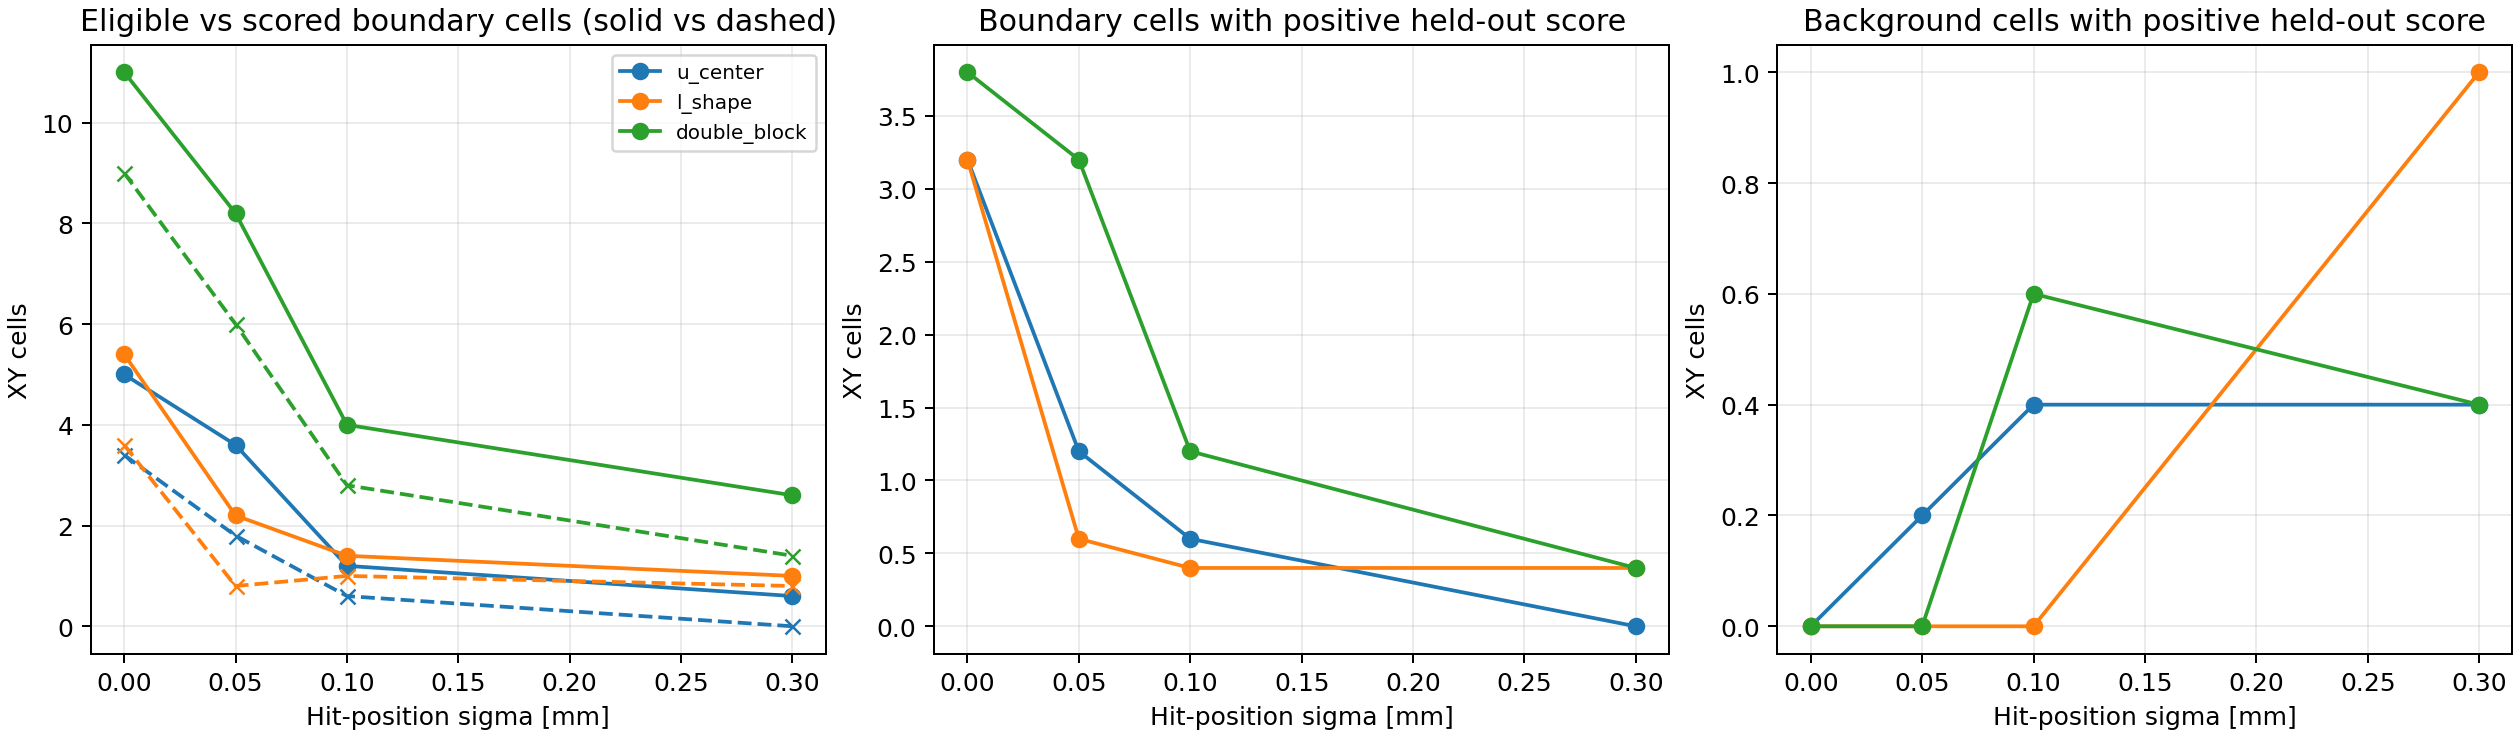 Eligible vs scored boundary cells (solid vs dashed)
u_center
l_shape
double_block
10
8
6
4
2
0
XY cells
0.00 0.05 0.10 0.15 0.20 0.25 0.30
Hit-position sigma [mm]
Boundary cells with positive held-out score
3.5
3.0
2.5
2.0
1.5
1.0
0.5
0.0
XY cells
0.00 0.05 0.10 0.15 0.20 0.25 0.30
Hit-position sigma [mm]
Background cells with positive held-out score
1.0
0.8
0.6
0.4
0.2
0.0
XY cells
0.00 0.05 0.10 0.15 0.20 0.25 0.30
Hit-position sigma [mm]